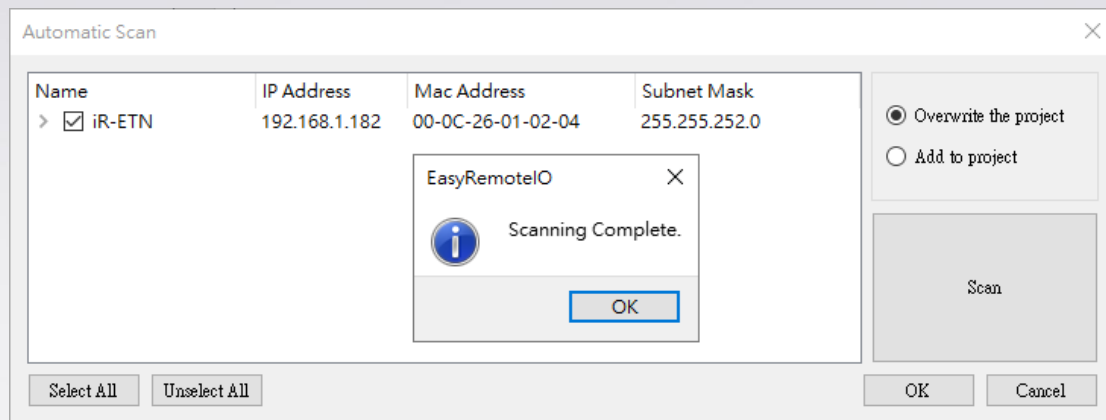 Automatic Scan
Name IP Address Mac Address Subnet Mask
iR-ETN 192.168.1.182 00-0C-26-01-02-04 255.255.252.0
Overwrite the project
Add to project
EasyRemoteIO
Scanning Complete.
OK
Scan
Select All Unselect All OK Cancel